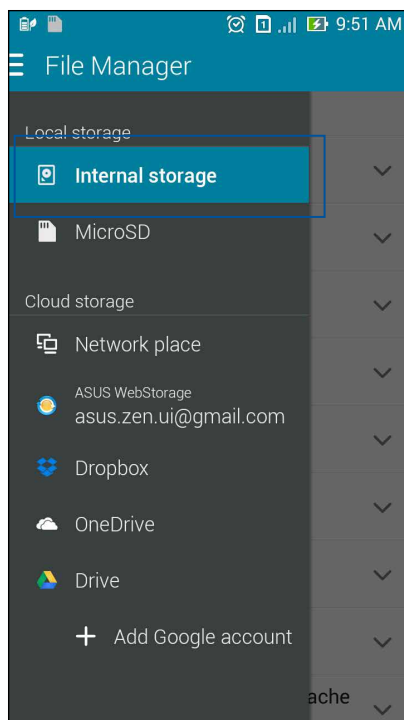 1 9:51 AM
File Manager
Local storage
Internal storage
MicroSD
Cloud storage
Network place
ASUS WebStorage
asus.zen.ui@gmail.com
Dropbox
OneDrive
Drive
+ Add Google account
ache